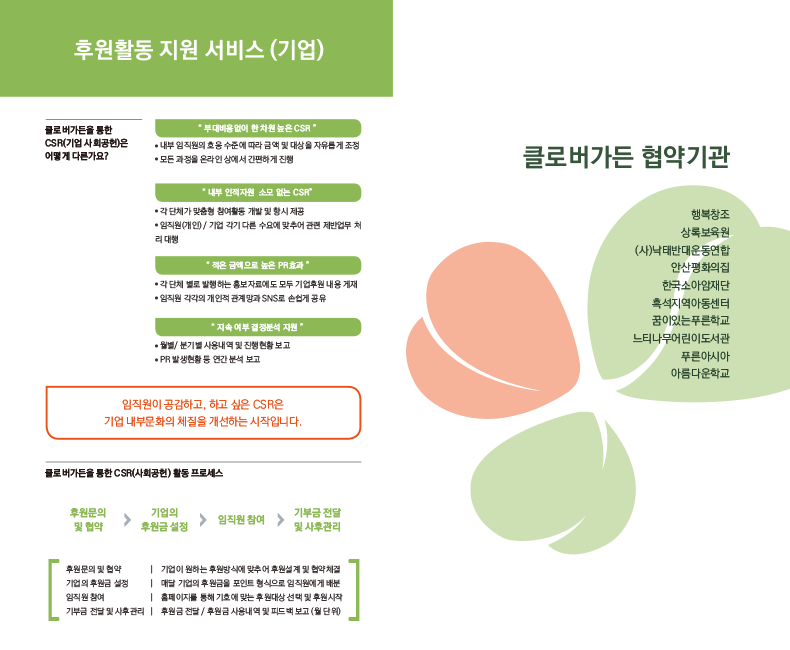 후원활동 지원 서비스 (기업)
클로버가든을 통한
CSR(기업 사회공헌)은
어떻게 다른가요?
" 부대비용없이 한 차원 높은 CSR "
• 내부 임직원의 호응 수준에 따라 금액 및 대상을 자유롭게 조정
• 모든 과정을 온라인 상에서 간편하게 진행
" 내부 인적자원 소모 없는 CSR"
• 각 단체가 맞춤형 참여활동 개발 및 항시 제공
• 임직원(개인) / 기업 각기 다른 수요에 맞추어 관련 제반업무 처
리 대행
" 적은 금액으로 높은 PR효과 "
• 각 단체 별로 발행하는 홍보자료에도 모두 기업후원 내용 게재
• 임직원 각각의 개인적 관계망과 SNS로 손쉽게 공유
" 지속 여부 결정분석 지원 "
• 월별/ 분기별 사용내역 및 진행현황 보고
• PR 발생현황 등 연간 분석 보고
임직원이 공감하고, 하고 싶은 CSR은
기업 내부문화의 체질을 개선하는 시작입니다.
클로버가든을 통한 CSR(사회공헌) 활동 프로세스
후원문의
및 협약
기업의
후원금 설정
임직원 참여
기부금 전달
및 사후관리
후원문의 및 협약 | 기업이 원하는 후원방식에 맞추어 후원설계 및 협약체결
기업의 후원금 설정 | 매달 기업의 후원금을 포인트 형식으로 임직원에게 배분
임직원 참여 | 홈페이지를 통해 기호에 맞는 후원대상 선택 및 후원시작
기부금 전달 및 사후관리 | 후원금 전달 / 후원금 사용내역 및 피드백 보고 (월 단위)
클로버가든 협약기관
행복창조
상록보육원
(사)낙태반대운동연합
안산평화의집
한국소아암재단
흑석지역아동센터
꿈이있는푸른학교
느티나무어린이도서관
푸른아시아
아름다운학교